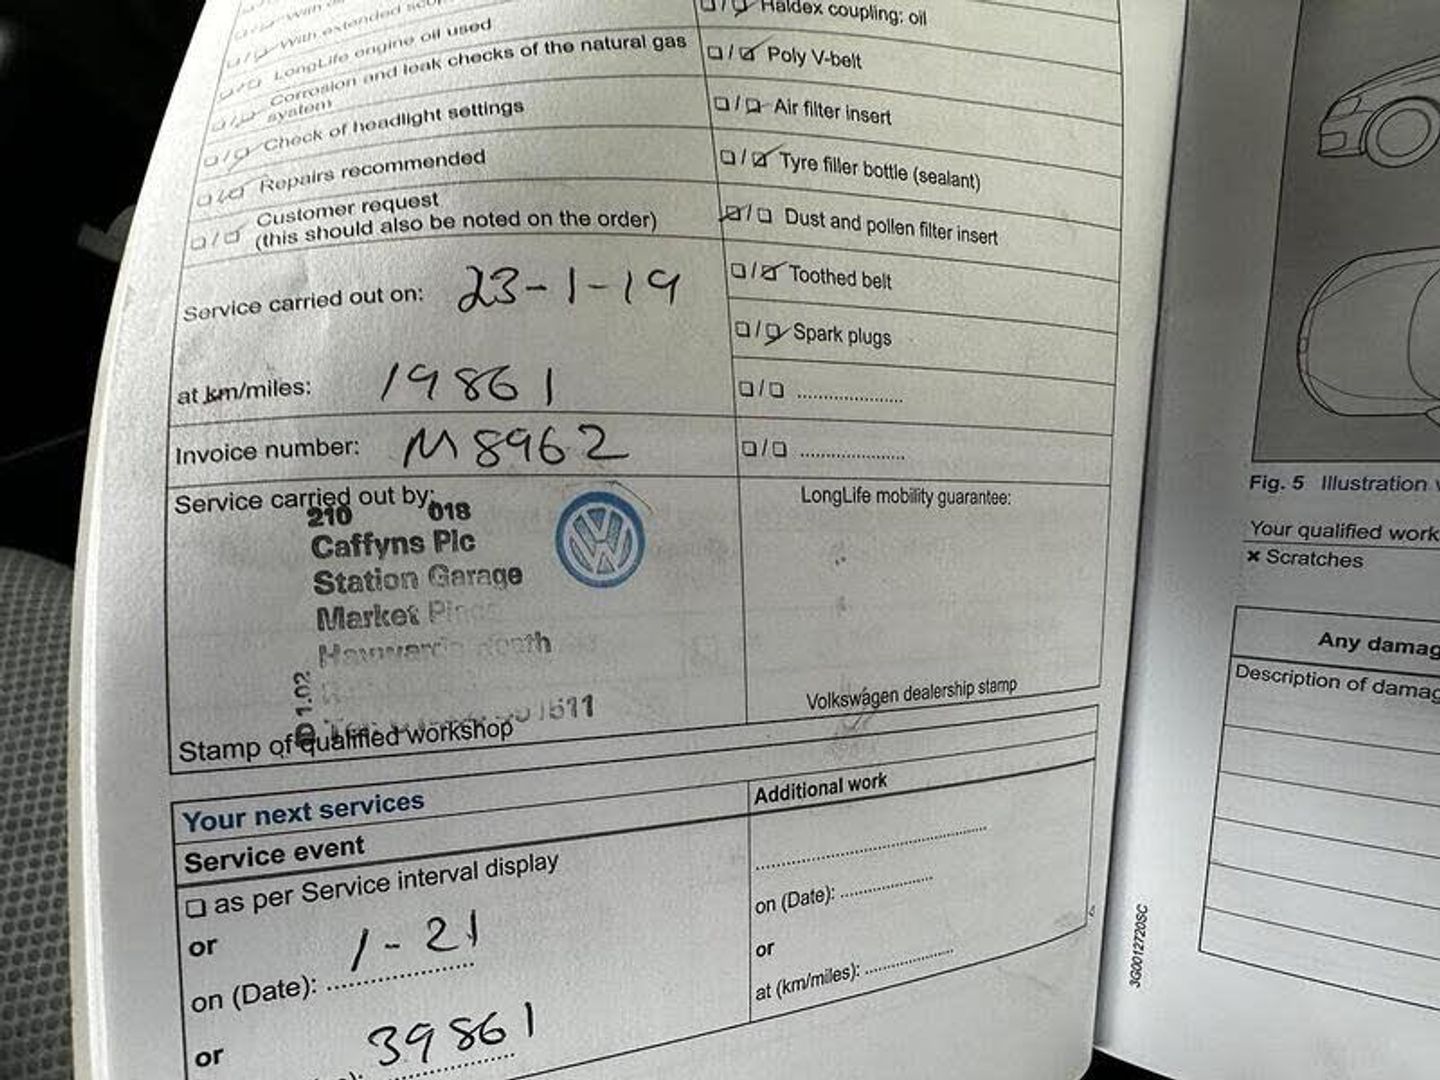 With extended
LongLife engine oil used
Corrosion and leak checks of the natural gas
system
Check of headlight settings
Repairs recommended
Customer request
(this should also be noted on the order)
Service carried out on: 23-1-19
at km/miles: 19861
Invoice number: M8962
Service carried out by:
210 018
Caffyns Plc
Station Garage
Market
1.02
Stamp of qualified workshop
Haldex coupling: oil
Poly V-belt
Air filter insert
Tyre filler bottle (sealant)
Dust and pollen filter insert
Toothed belt
Spark plugs
LongLife mobility guarantee:
Volkswagen dealership stamp
Your next services
Service event
as per Service interval display
or
on (Date): 1-21
or
39861
Additional work
on (Date):
or
at (km/miles):
3G0012720SC
Fig. 5 Illustration
Your qualified work
× Scratches
Any damag
Description of damag